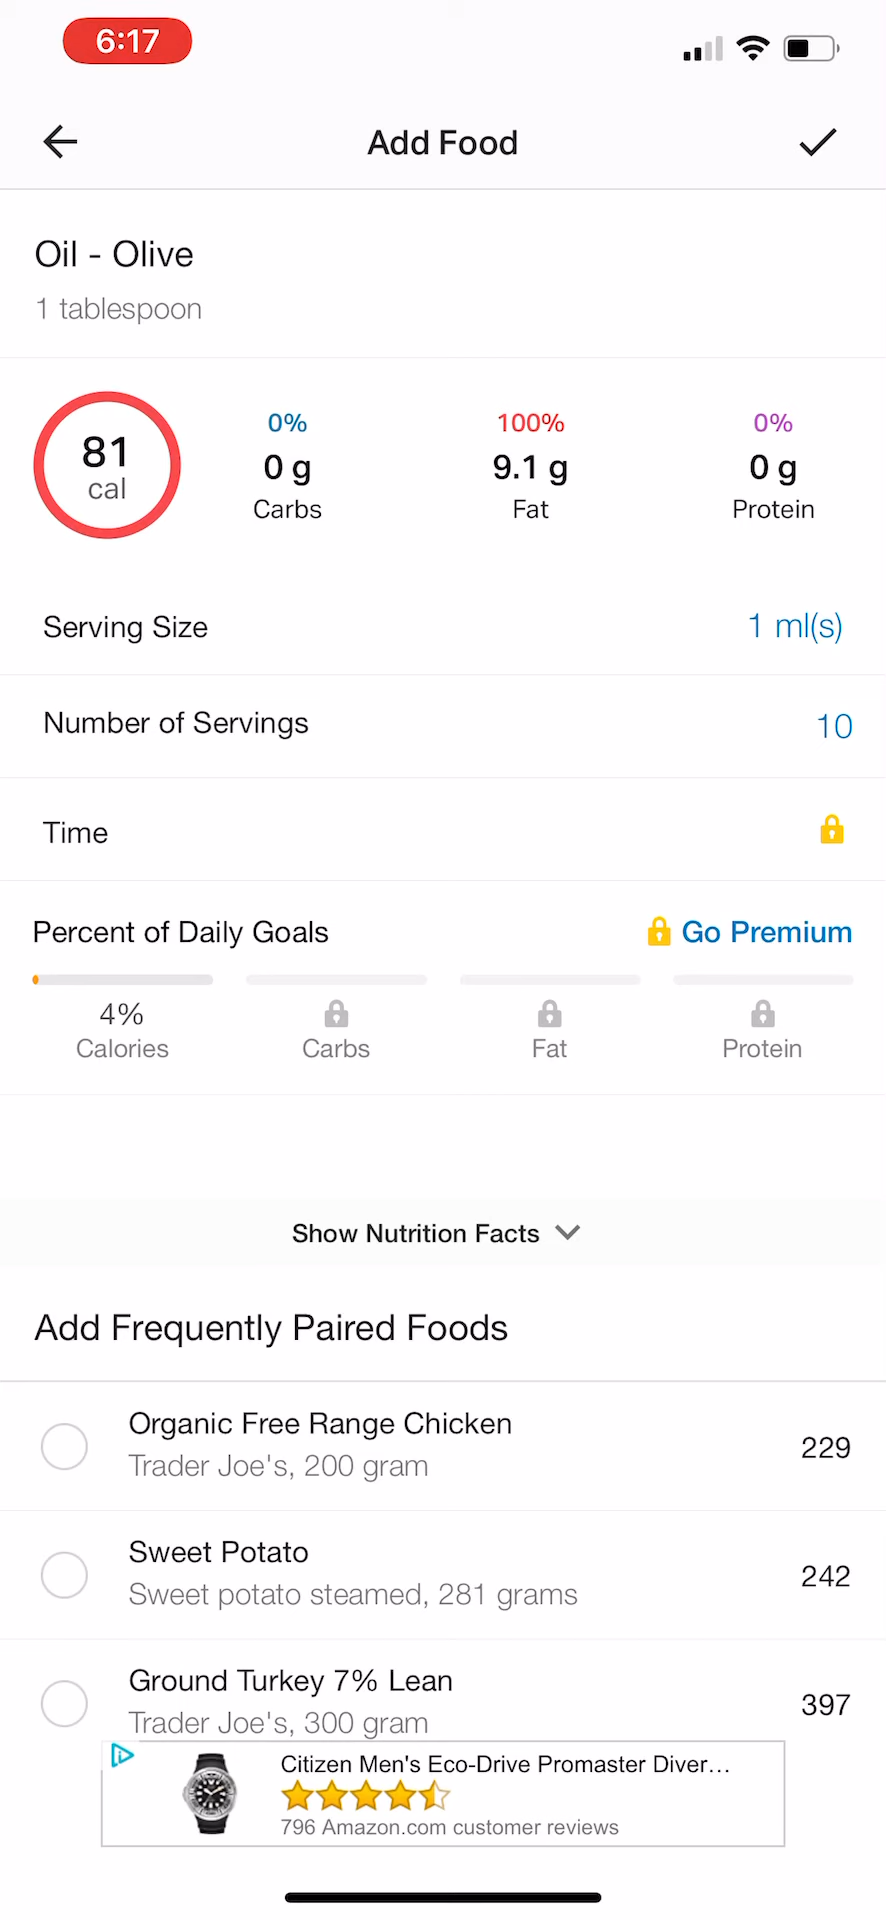 6:17
Add Food
Oil - Olive
1 tablespoon
81
cal
0%
0 g
Carbs
100%
9.1 g
Fat
0%
0 g
Protein
Serving Size
1 ml(s)
Number of Servings
10
Time
Percent of Daily Goals
Go Premium
4%
Calories
Carbs
Fat
Protein
Show Nutrition Facts
Add Frequently Paired Foods
Organic Free Range Chicken
Trader Joe's, 200 gram
229
Sweet Potato
Sweet potato steamed, 281 grams
242
Ground Turkey 7% Lean
Trader Joe's, 300 gram
397
Citizen Men's Eco-Drive Promaster Diver...
796 Amazon.com customer reviews